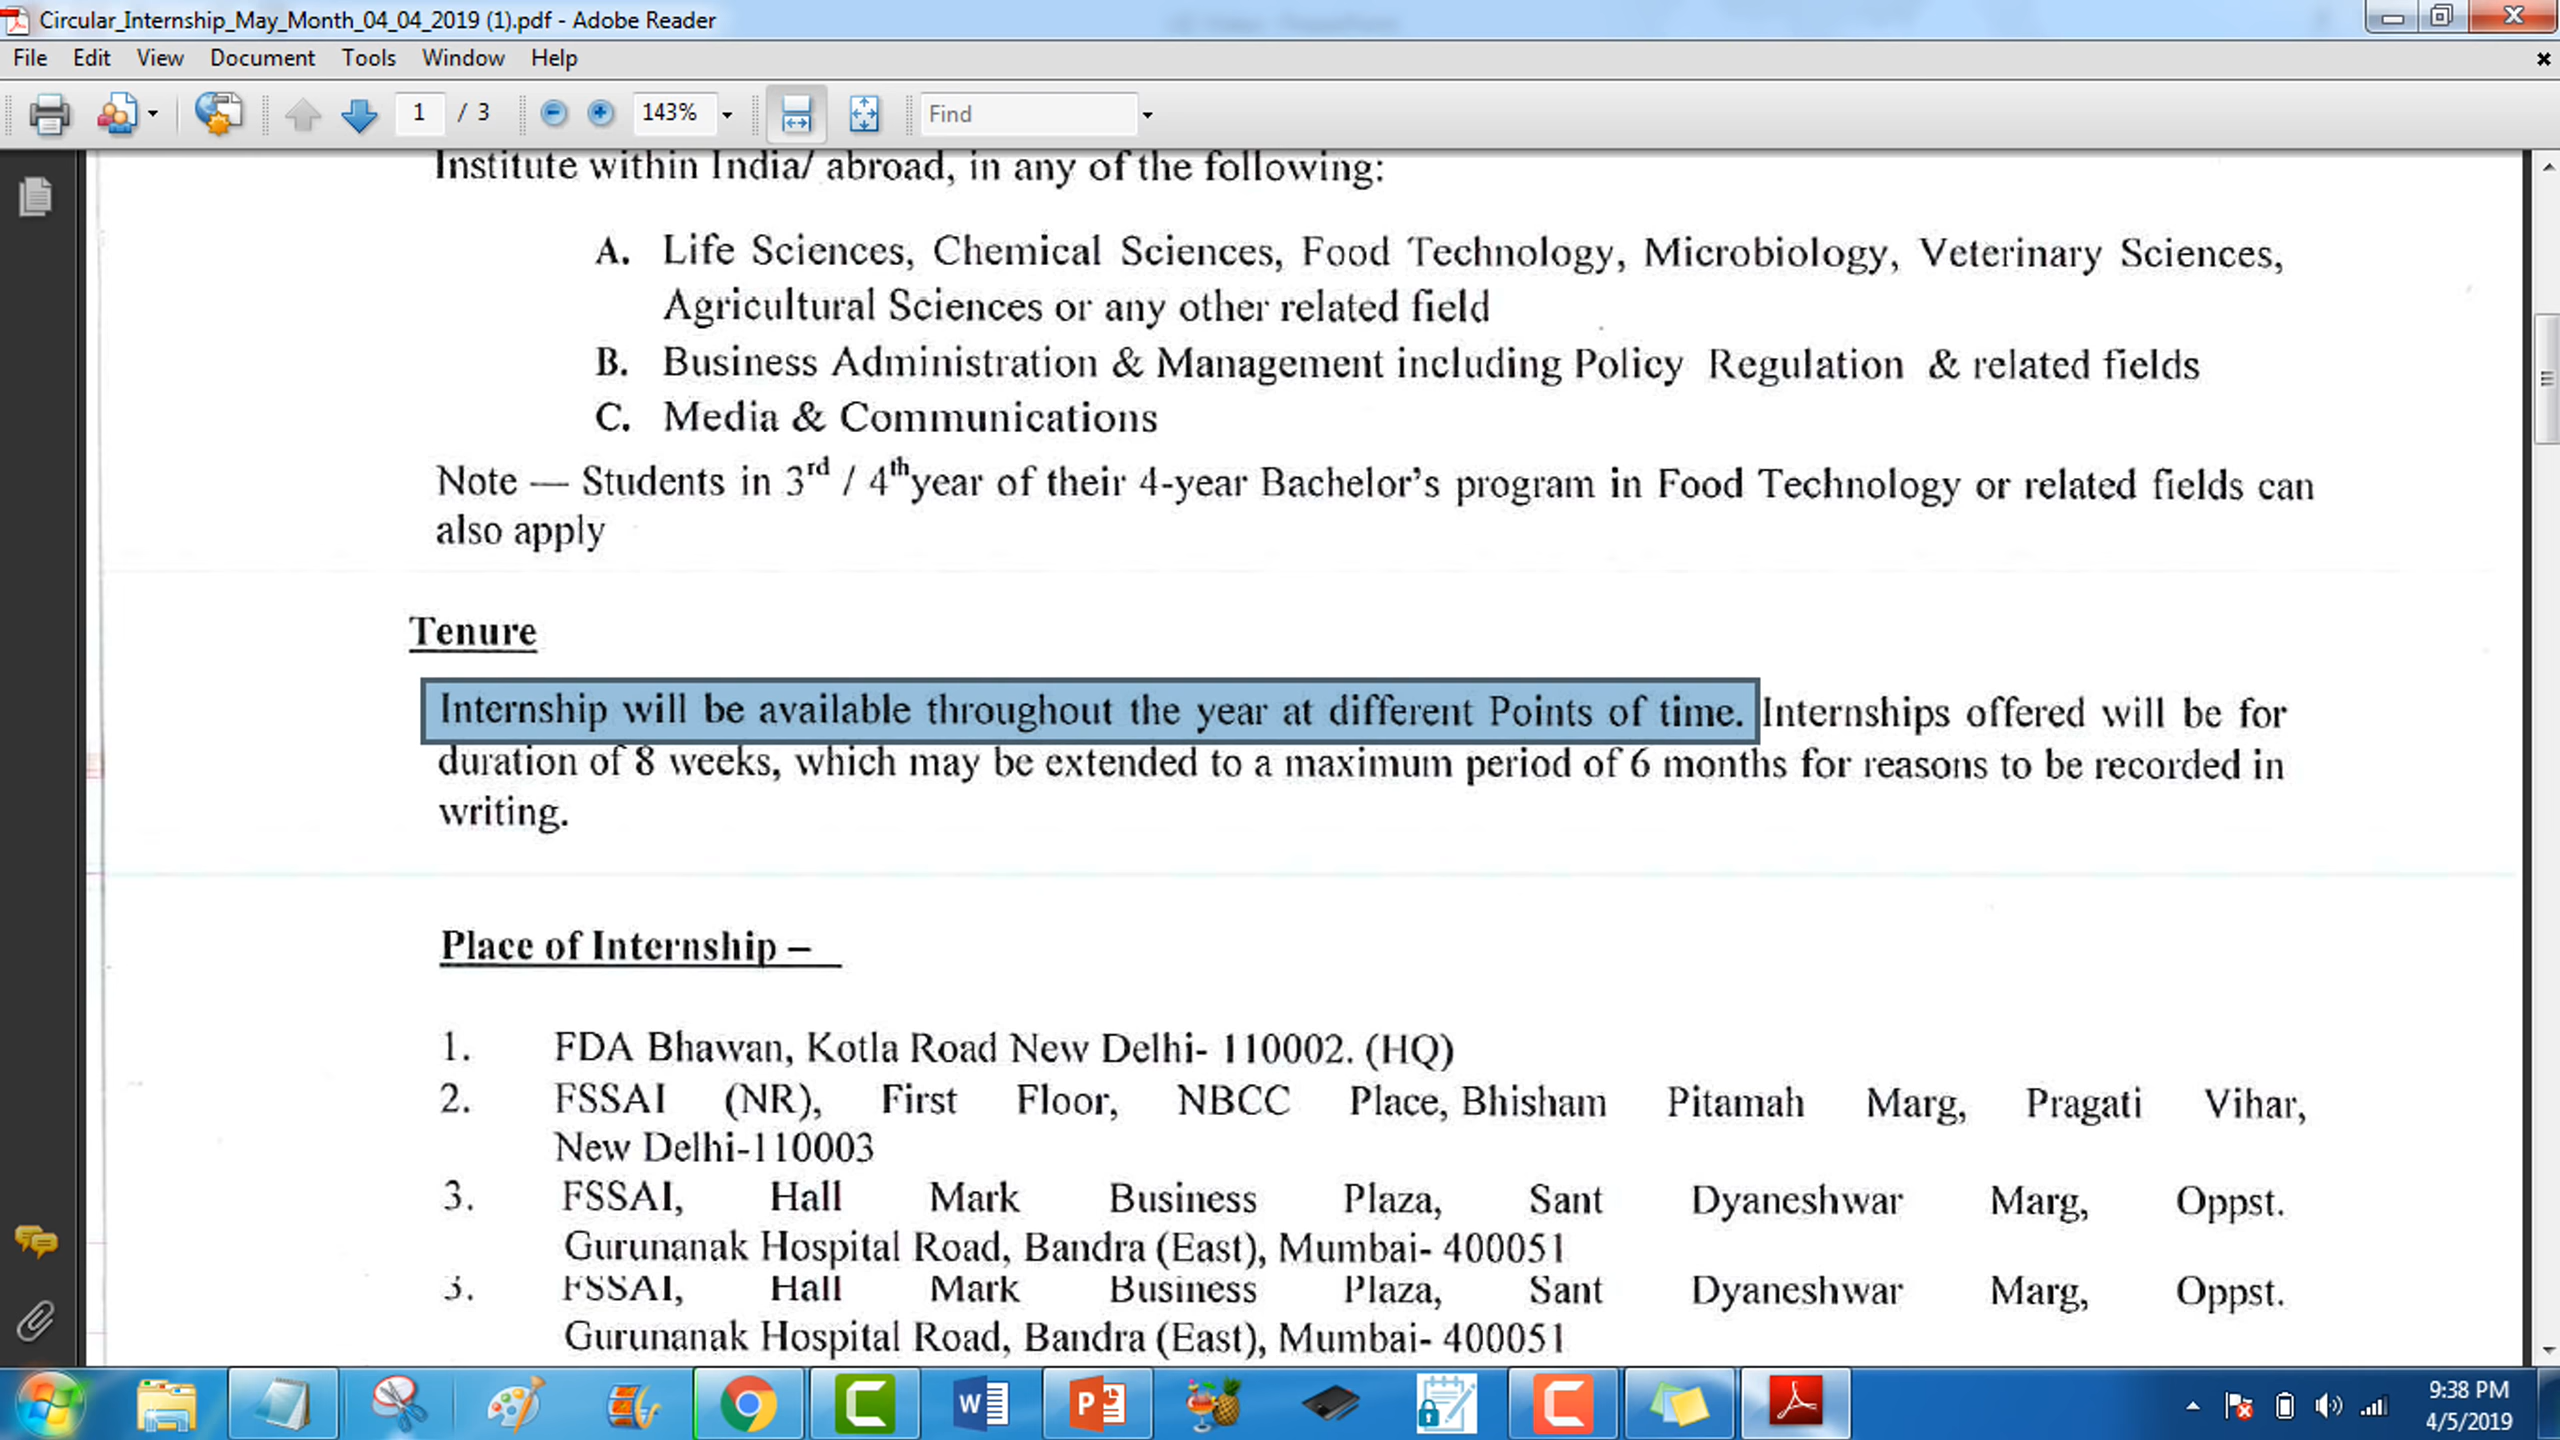 Circular_Internship_May_Month_04_04_2019 (1).pdf - Adobe Reader
File Edit View Document Tools Window Help
1 / 3 143% Find
Institute within India/ abroad, in any of the following:
A. Life Sciences, Chemical Sciences, Food Technology, Microbiology, Veterinary Sciences,
Agricultural Sciences or any other related field
B. Business Administration & Management including Policy Regulation & related fields
C. Media & Communications
Note — Students in 3rd / 4th year of their 4-year Bachelor's program in Food Technology or related fields can
also apply
Tenure
Internship will be available throughout the year at different Points of time. Internships offered will be for
duration of 8 weeks, which may be extended to a maximum period of 6 months for reasons to be recorded in
writing.
Place of Internship –
1. FDA Bhawan, Kotla Road New Delhi- 110002. (HQ)
2. FSSAI (NR), First Floor, NBCC Place, Bhisham Pitamah Marg, Pragati Vihar,
New Delhi-110003
3. FSSAI, Hall Mark Business Plaza, Sant Dyaneshwar Marg, Oppst.
Gurunanak Hospital Road, Bandra (East), Mumbai- 400051
3. FSSAI, Hall Mark Business Plaza, Sant Dyaneshwar Marg, Oppst.
Gurunanak Hospital Road, Bandra (East), Mumbai- 400051
9:38 PM
4/5/2019